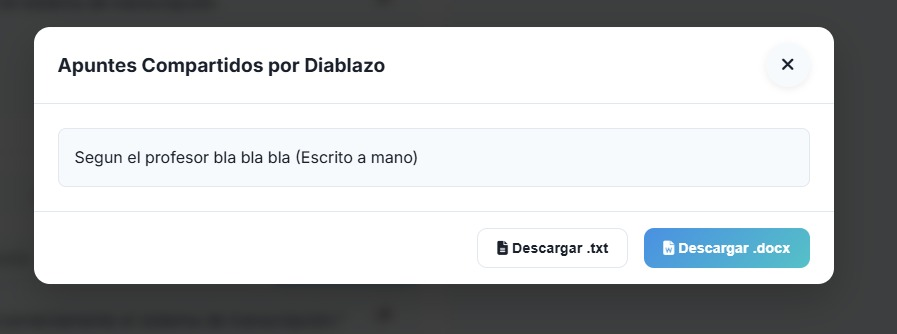 Apuntes Compartidos por Diablazo
Segun el profesor bla bla bla (Escrito a mano)
Descargar .txt
Descargar .docx